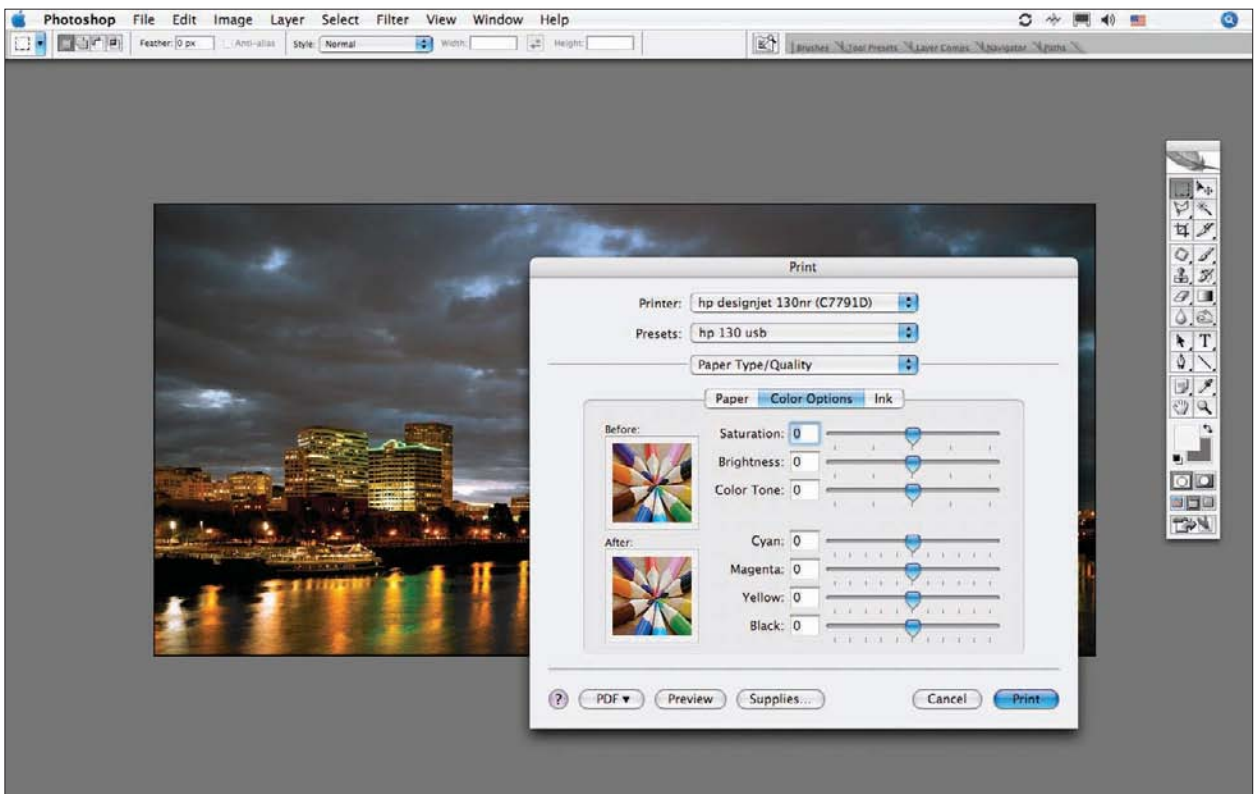 Photoshop File Edit Image Layer Select Filter View Window Help
Feather: 0 px Anti-alias Style: Normal Width: Height:
Brushes Tool Presets Layer Comps Navigator Paths
Print
Printer: hp designjet 130nr (C7791D)
Presets: hp 130 usb
Paper Type/Quality
Paper Color Options Ink
Before:
Saturation: 0
Brightness: 0
Color Tone: 0
After:
Cyan: 0
Magenta: 0
Yellow: 0
Black: 0
? PDF ▼ Preview Supplies... Cancel Print
T